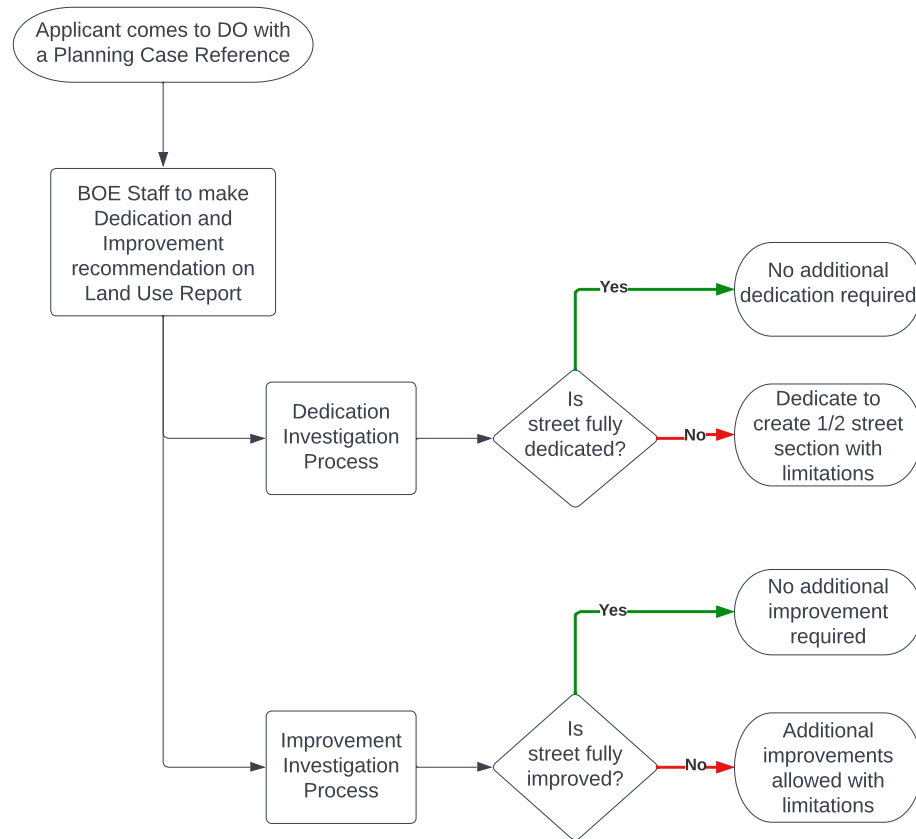 Applicant comes to DO with
a Planning Case Reference
BOE Staff to make
Dedication and
Improvement
recommendation on
Land Use Report
Dedication
Investigation
Process
Is
street fully
dedicated?
Yes
No additional
dedication required
No
Dedicate to
create 1/2 street
section with
limitations
Improvement
Investigation
Process
Is
street fully
improved?
Yes
No additional
improvement
required
No
Additional
improvements
allowed with
limitations